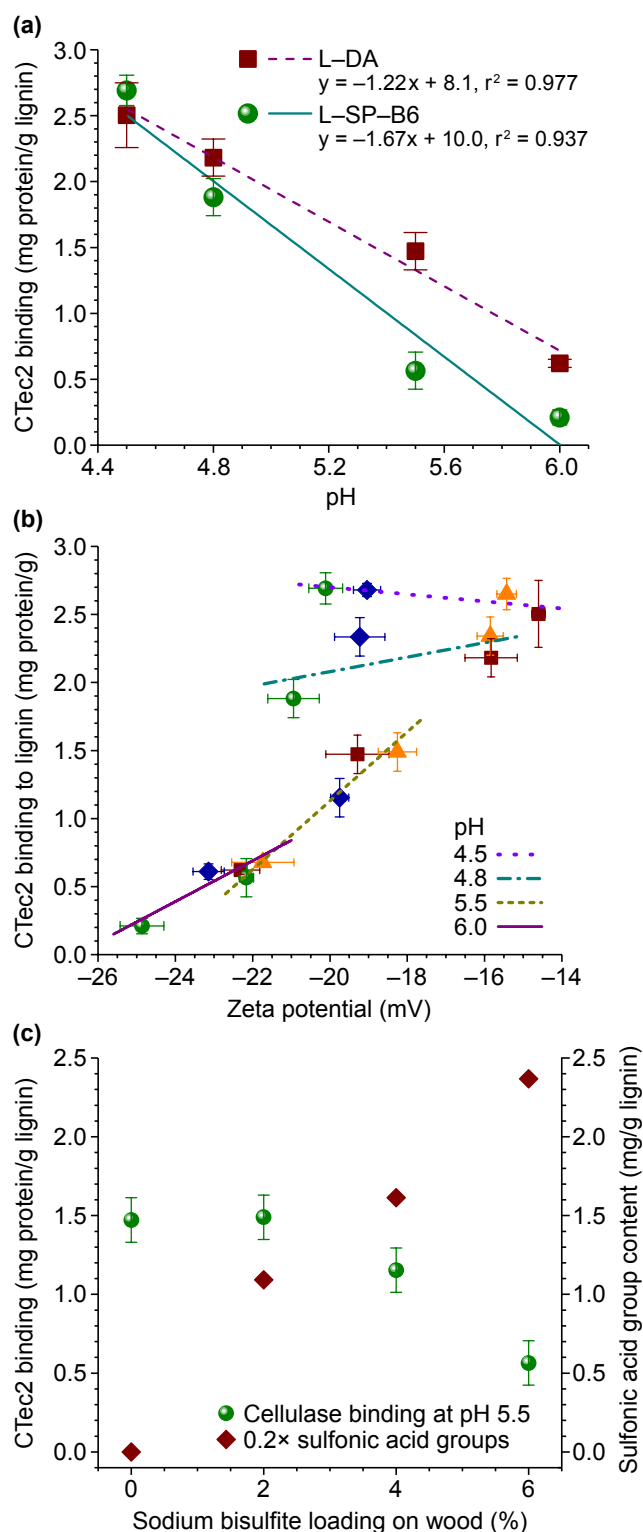 (a)
CTec2 binding (mg protein/g lignin)
3.0
2.5
2.0
1.5
1.0
0.5
0.0
L–DA
y = –1.22x + 8.1, r² = 0.977
L–SP–B6
y = –1.67x + 10.0, r² = 0.937
4.4 4.8 5.2 5.6 6.0
pH
(b)
CTec2 binding to lignin (mg protein/g)
3.0
2.5
2.0
1.5
1.0
0.5
0.0
pH
4.5
4.8
5.5
6.0
–26 –24 –22 –20 –18 –16 –14
Zeta potential (mV)
(c)
CTec2 binding (mg protein/g lignin)
2.5
2.0
1.5
1.0
0.5
0.0
Cellulase binding at pH 5.5
0.2× sulfonic acid groups
2.5
2.0
1.5
1.0
0.5
0.0
Sulfonic acid group content (mg/g lignin)
0 2 4 6
Sodium bisulfite loading on wood (%)